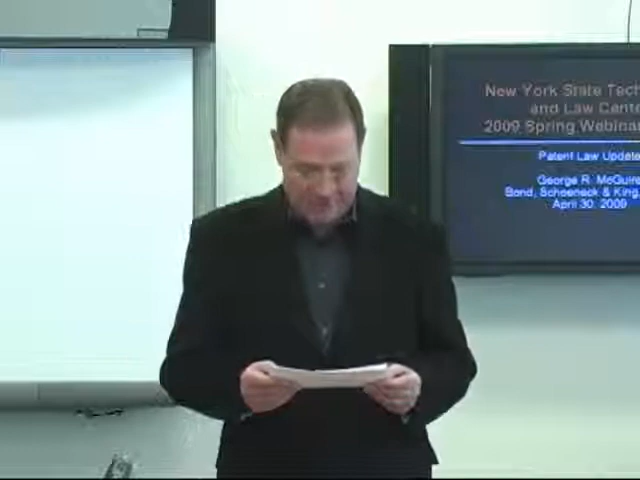 New York State Tech
and Law Cente
2009 Spring Webinar
Patent Law Update
George R. McGuire
Bond, Schoeneck & King,
April 30, 2009